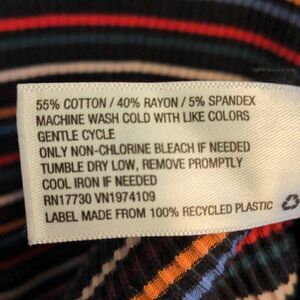 55% COTTON / 40% RAYON / 5% SPANDEX
MACHINE WASH COLD WITH LIKE COLORS
GENTLE CYCLE
ONLY NON-CHLORINE BLEACH IF NEEDED
TUMBLE DRY LOW, REMOVE PROMPTLY
COOL IRON IF NEEDED
RN17730 VN1974109
LABEL MADE FROM 100% RECYCLED PLASTIC